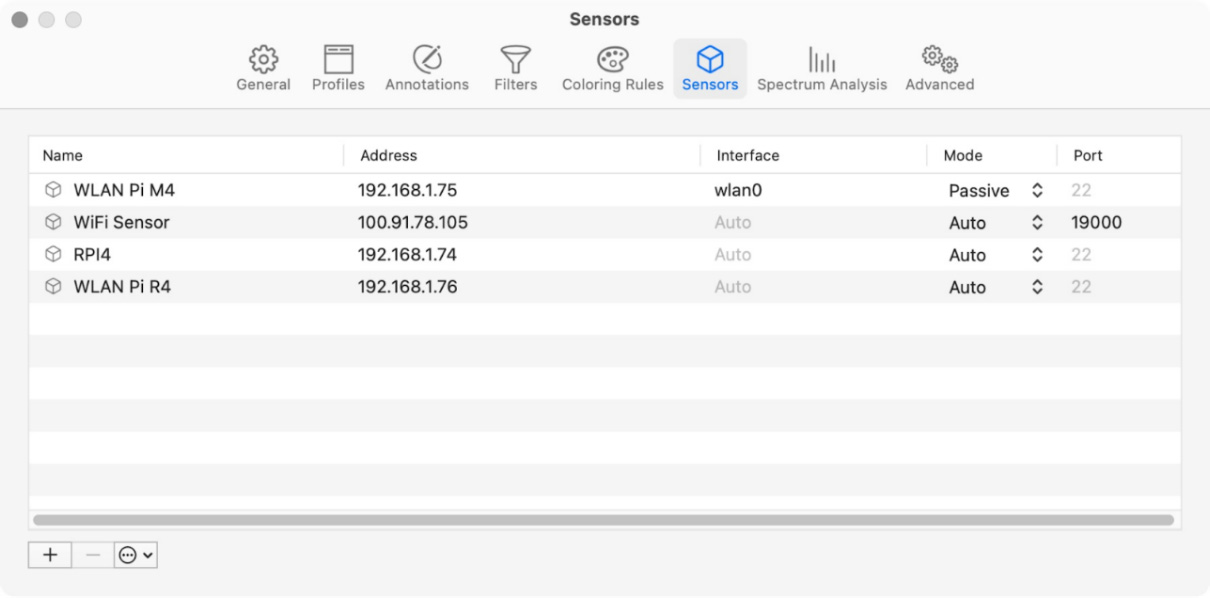 Sensors
General Profiles Annotations Filters Coloring Rules Sensors Spectrum Analysis Advanced
Name Address Interface Mode Port
WLAN Pi M4 192.168.1.75 wlan0 Passive 22
WiFi Sensor 100.91.78.105 Auto Auto 19000
RPI4 192.168.1.74 Auto Auto 22
WLAN Pi R4 192.168.1.76 Auto Auto 22